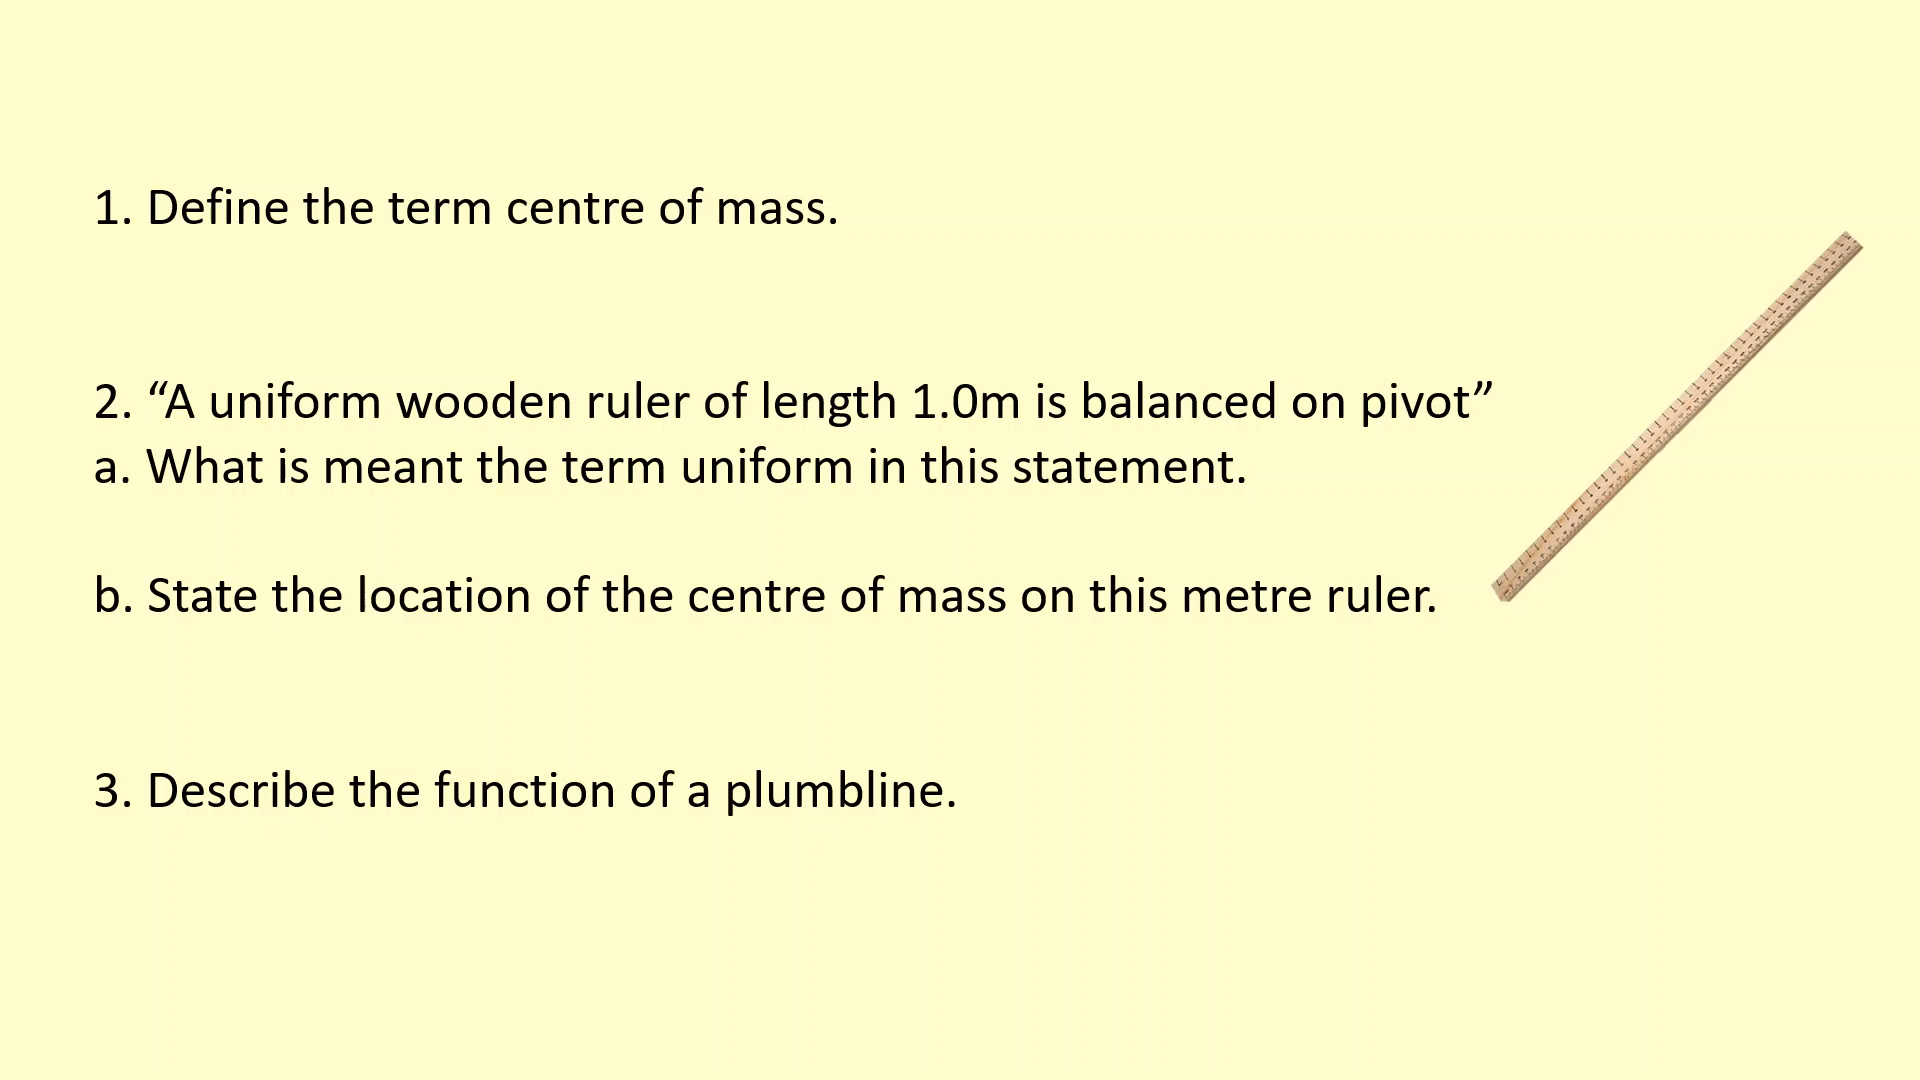 1. Define the term centre of mass.
2. “A uniform wooden ruler of length 1.0m is balanced on pivot”
a. What is meant the term uniform in this statement.
b. State the location of the centre of mass on this metre ruler.
3. Describe the function of a plumbline.